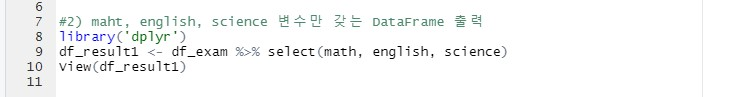 6
7 #2) maht, english, science 변수만 갖는 DataFrame 출력
8 library('dplyr')
9 df_result1 <- df_exam %>% select(math, english, science)
10 View(df_result1)
11